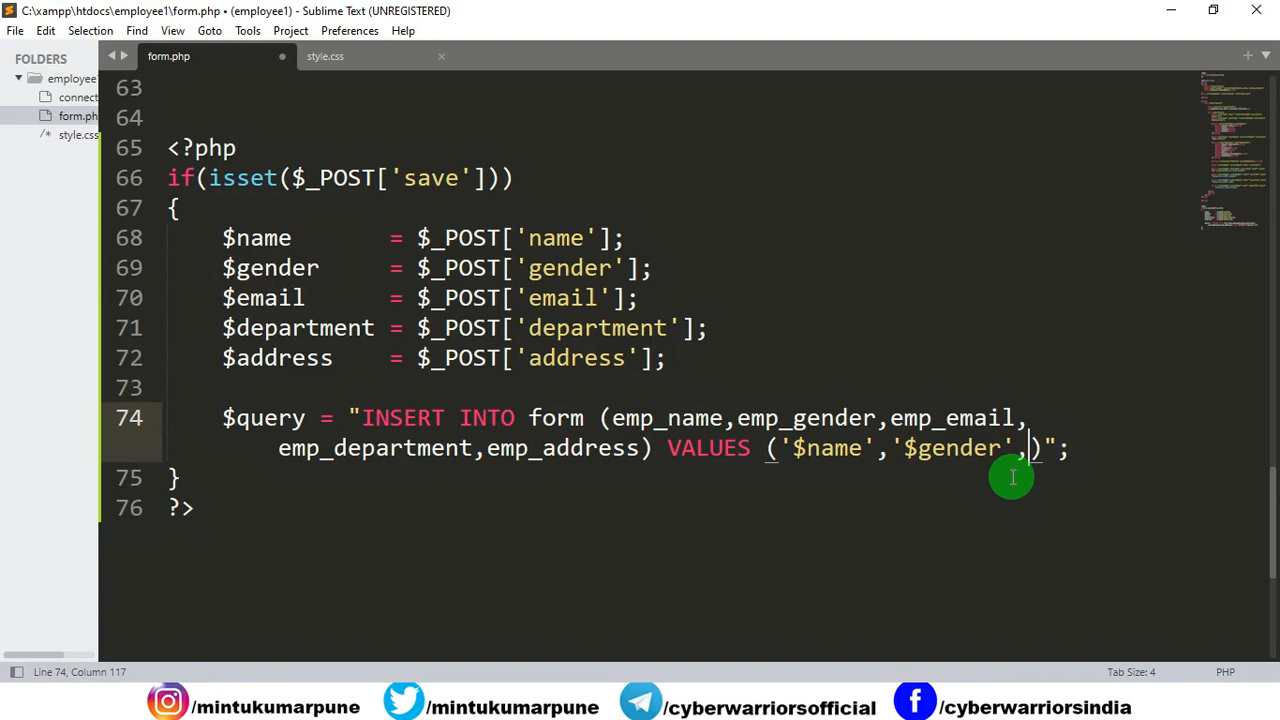 C:\xampp\htdocs\employee1\form.php • (employee1) - Sublime Text (UNREGISTERED)
File Edit Selection Find View Goto Tools Project Preferences Help
FOLDERS
employee
connect
form.ph
style.css
form.php
style.css
63
64
65 <?php
66 if(isset($_POST['save']))
67 {
68 $name = $_POST['name'];
69 $gender = $_POST['gender'];
70 $email = $_POST['email'];
71 $department = $_POST['department'];
72 $address = $_POST['address'];
73
74 $query = "INSERT INTO form (emp_name,emp_gender,emp_email,
emp_department,emp_address) VALUES ('$name','$gender',)";
75 }
76 ?>
Line 74, Column 117
Tab Size: 4
PHP
/mintukumarpune
/mintukumarpune
/cyberwarriorsofficial
/cyberwarriorsindia